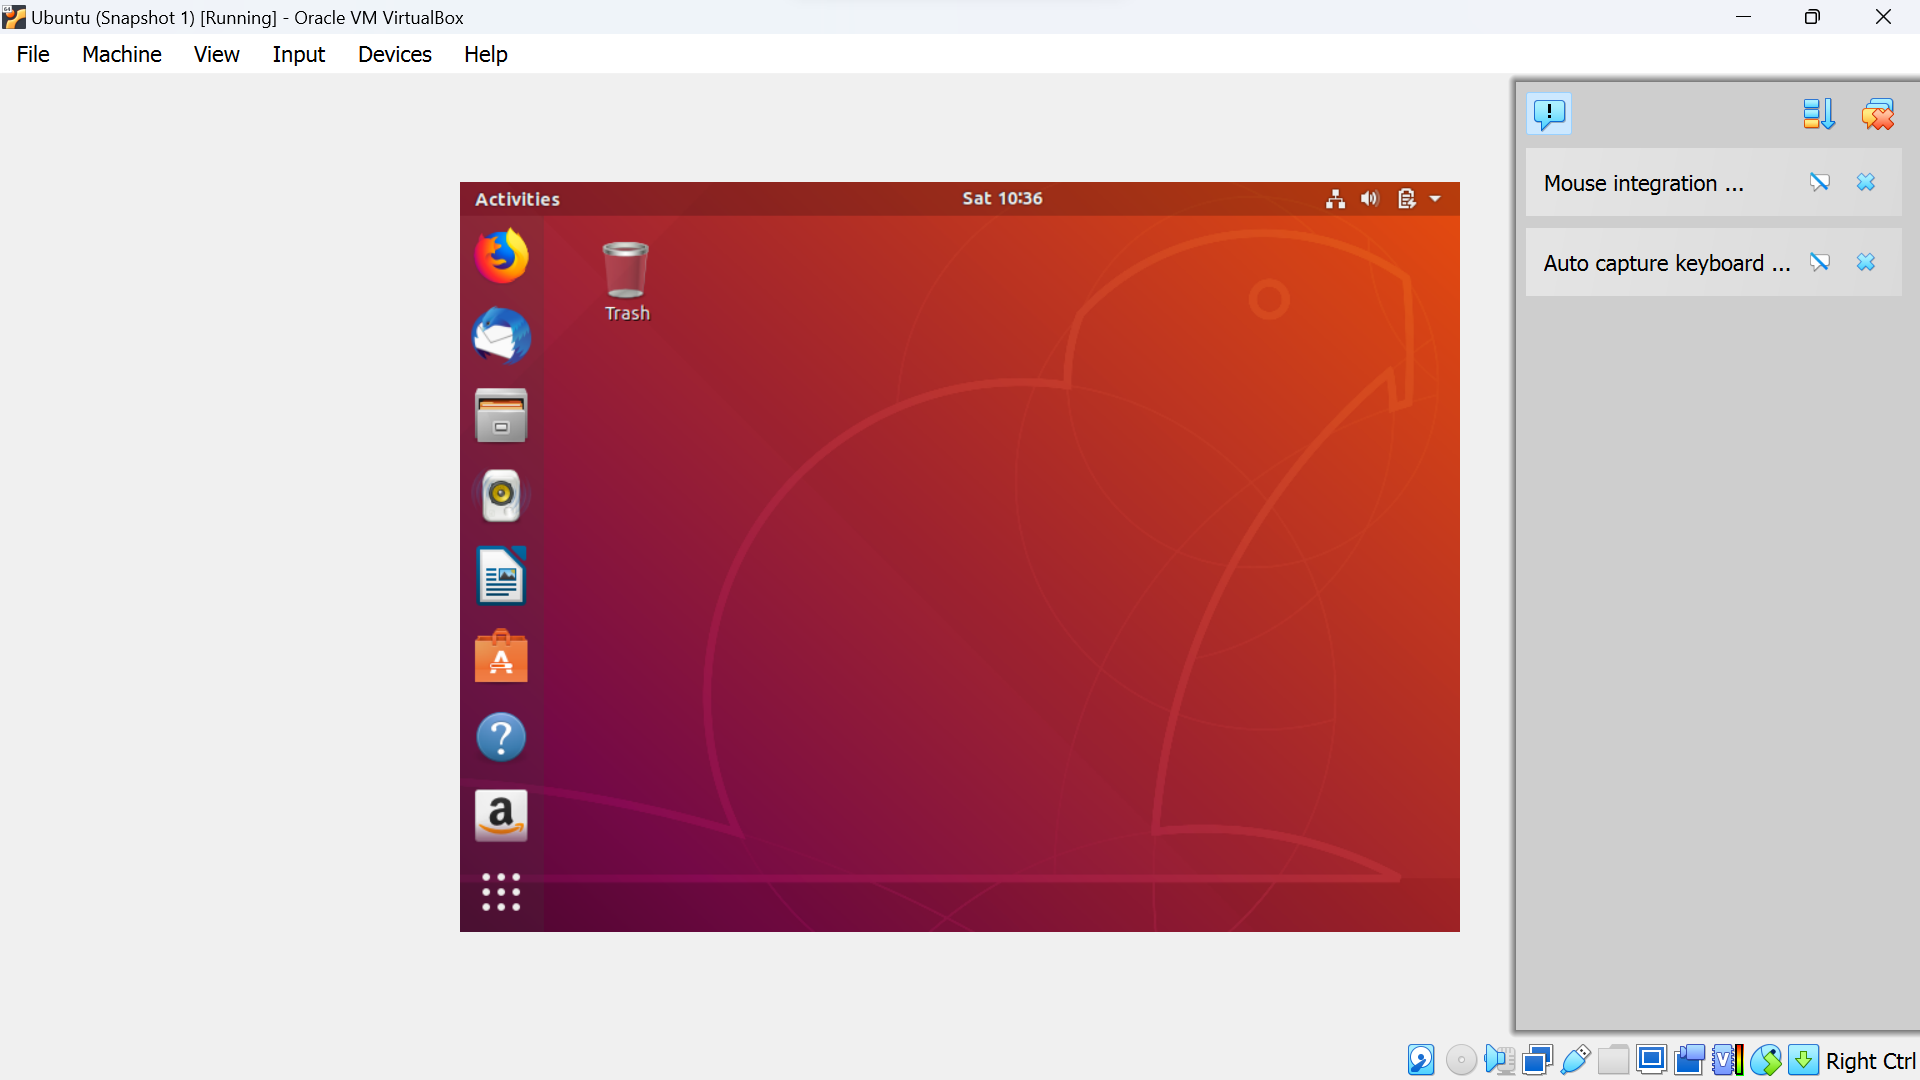 Ubuntu (Snapshot 1) [Running] - Oracle VM VirtualBox
File Machine View Input Devices Help
Mouse integration ...
Auto capture keyboard ...
Activities
Sat 10:36
Trash
Right Ctrl